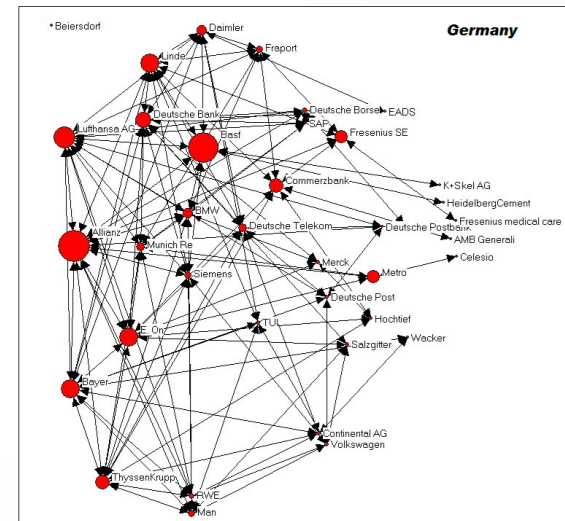 Germany
Beiersdorf
Daimler
Fraport
Linde
Deutsche Bank
Deutsche Borse
EADS
SAP
Lufthansa AG
Basf
Fresenius SE
Commerzbank
K+Skel AG
HeidelbergCement
BMW
Fresenius medical care
Deutsche Telekom
Deutsche Postbank
AMB Generali
Allianz
Munich Re
Celesio
Merck
Siemens
Metro
Deutsche Post
Hochtief
TUI
E_On
Salzgitter
Wacker
Bayer
Continental AG
Volkswagen
ThyssenKrupp
RWE
Man